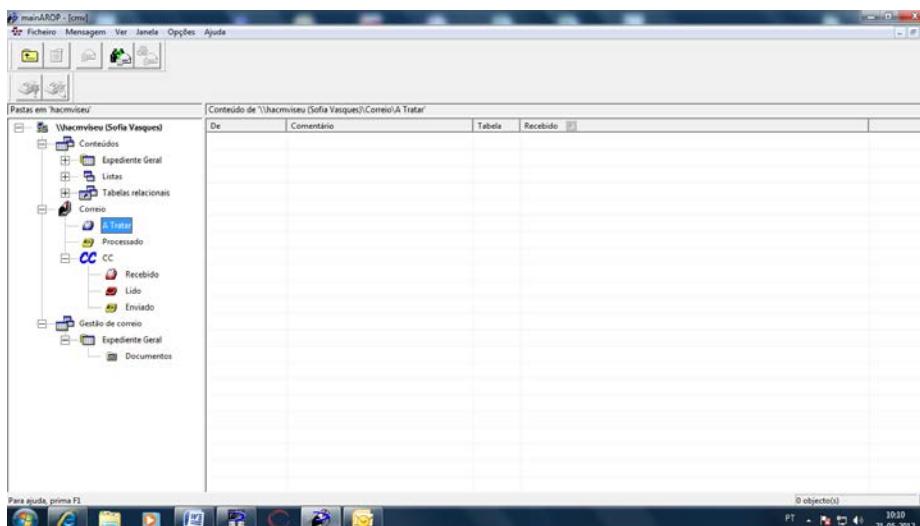 mainAROP - [cmv]
Ficheiro Mensagem Ver Janela Opções Ajuda
Pastas em 'hacmviseu'
Conteúdo de '\\hacmviseu (Sofia Vasques)\Correio\A Tratar'
\\hacmviseu (Sofia Vasques)
De Comentário Tabela Recebido
Conteúdos
Expediente Geral
Listas
Tabelas relacionais
Correio
A Tratar
Processado
CC CC
Recebido
Lido
Enviado
Gestão de correio
Expediente Geral
Documentos
Para ajuda, prima F1
0 objecto(s)
PT
10:10